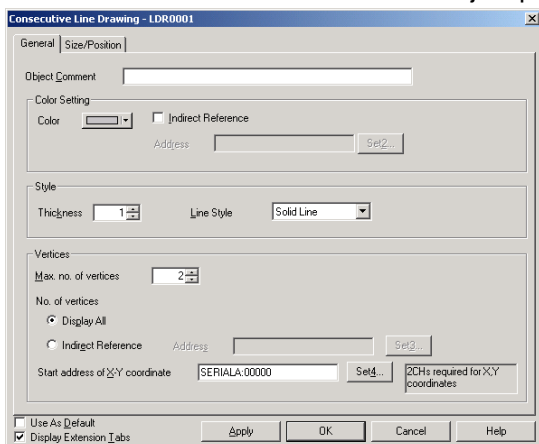 Consecutive Line Drawing - LDR0001
General Size/Position
Object Comment
Color Setting
Color Indirect Reference
Address Set2...
Style
Thickness 1 Line Style Solid Line
Vertices
Max. no. of vertices 2
No. of vertices
Display All
Indirect Reference Address Set3...
Start address of X-Y coordinate SERIALA:00000 Set4... 2CHs required for X,Y
coordinates
Use As Default
Display Extension Tabs Apply OK Cancel Help